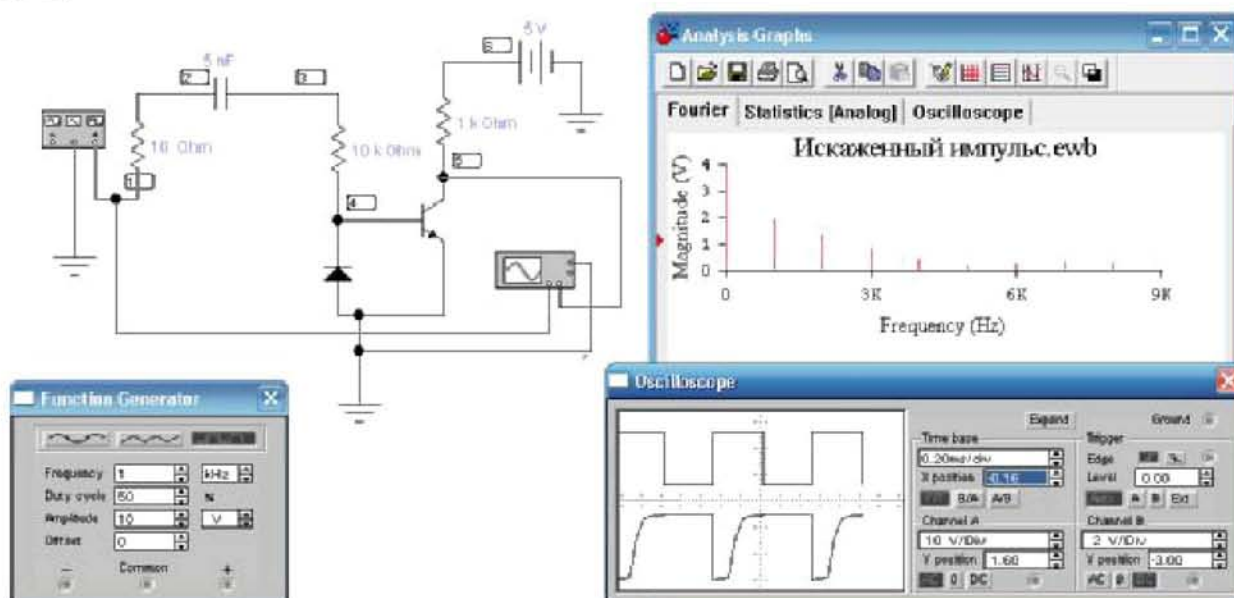 5 nF
2
3
6
5 V
10 Ohm
10 k Ohm
1 k Ohm
5
1
4
Analysis Graphs
Fourier
Statistics [Analog]
Oscilloscope
Искаженный импульс.ewb
Magnitude (V)
4
3
2
1
0
0
3K
6K
9K
Frequency (Hz)
Function Generator
Frequency 1 kHz
Duty cycle 50 %
Amplitude 10 V
Offset 0
− Common +
Oscilloscope
Expand
Ground
Time base
0.20ms/div
X position -0.16
B/A A/B
Trigger
Edge
Level 0.00
A B Ext
Channel A
10 V/Div
Y position 1.60
0 DC
Channel B
2 V/Div
Y position -3.00
AC 0